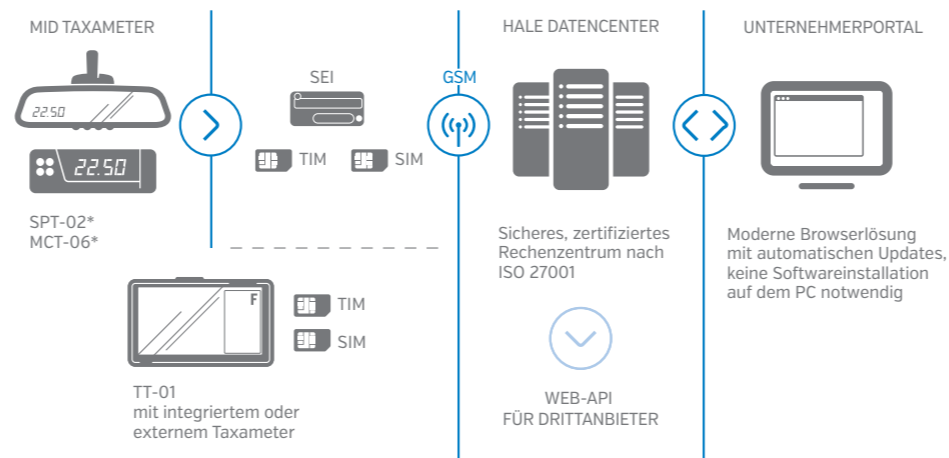 MID TAXAMETER
22.50
22.50
SPT-02*
MCT-06*
SEI
TIM
SIM
GSM
F
TIM
SIM
TT-01
mit integriertem oder
externem Taxameter
HALE DATENCENTER
Sicheres, zertifiziertes
Rechenzentrum nach
ISO 27001
WEB-API
FÜR DRITTANBIETER
UNTERNEHMERPORTAL
Moderne Browserlösung
mit automatischen Updates,
keine Softwareinstallation
auf dem PC notwendig